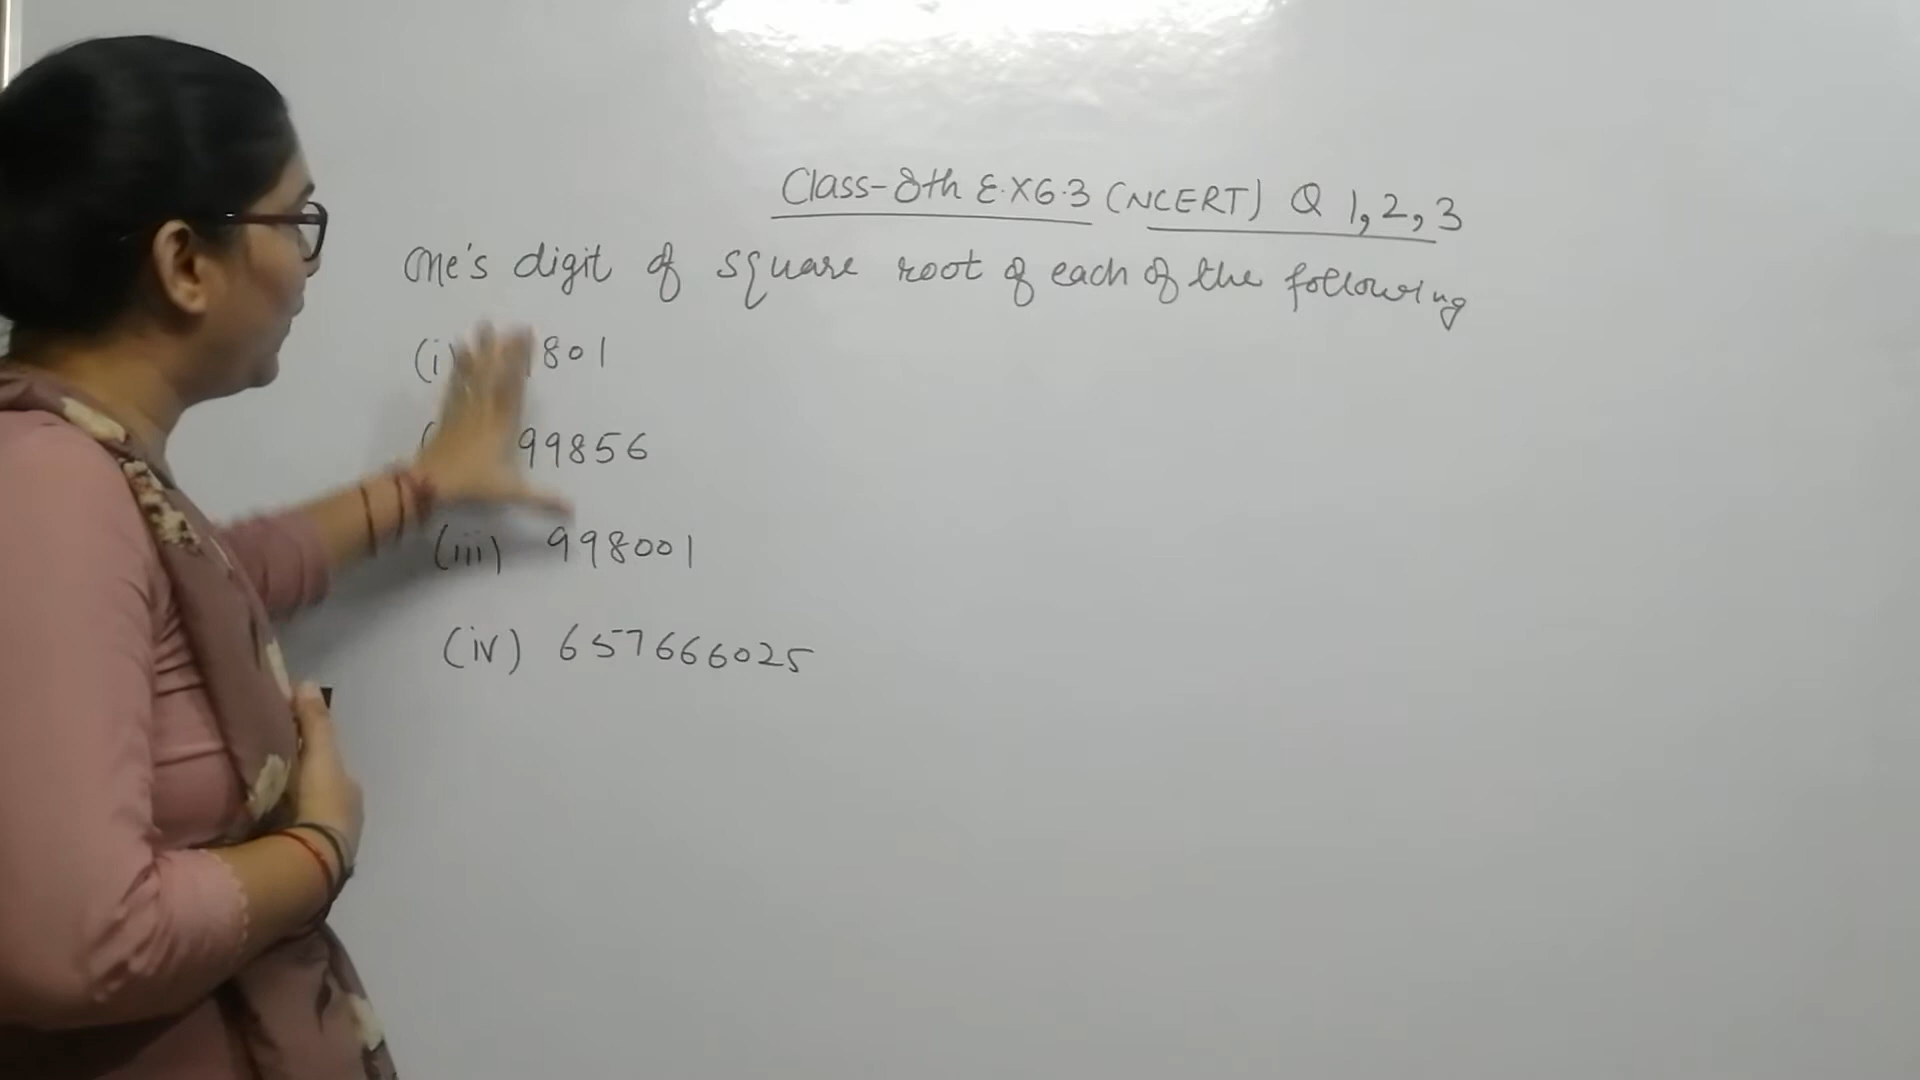 Class-8th E.X6.3 (NCERT) Q 1,2,3
One's digit of square root of each of the following
(i) 801
99856
(iii) 998001
(iv) 657666025